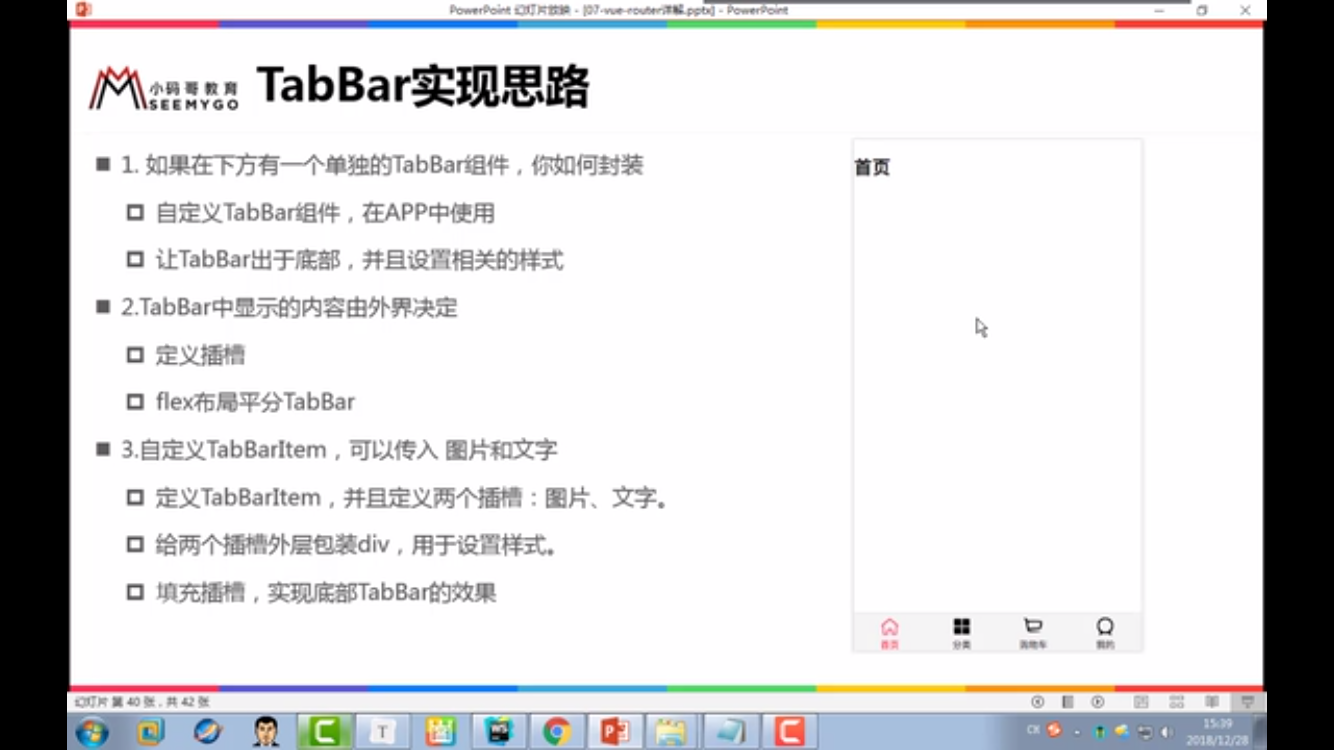 PowerPoint 幻灯片放映 - [07-vue-router详解.pptx] - PowerPoint
小码哥教育
SEEMYGO
TabBar实现思路
1. 如果在下方有一个单独的TabBar组件，你如何封装
自定义TabBar组件，在APP中使用
让TabBar出于底部，并且设置相关的样式
2.TabBar中显示的内容由外界决定
定义插槽
flex布局平分TabBar
3.自定义TabBarItem，可以传入 图片和文字
定义TabBarItem，并且定义两个插槽：图片、文字。
给两个插槽外层包装div，用于设置样式。
填充插槽，实现底部TabBar的效果
首页
首页
分类
购物车
我的
幻灯片 第 40 张，共 42 张
CK
15:39
2018/12/28